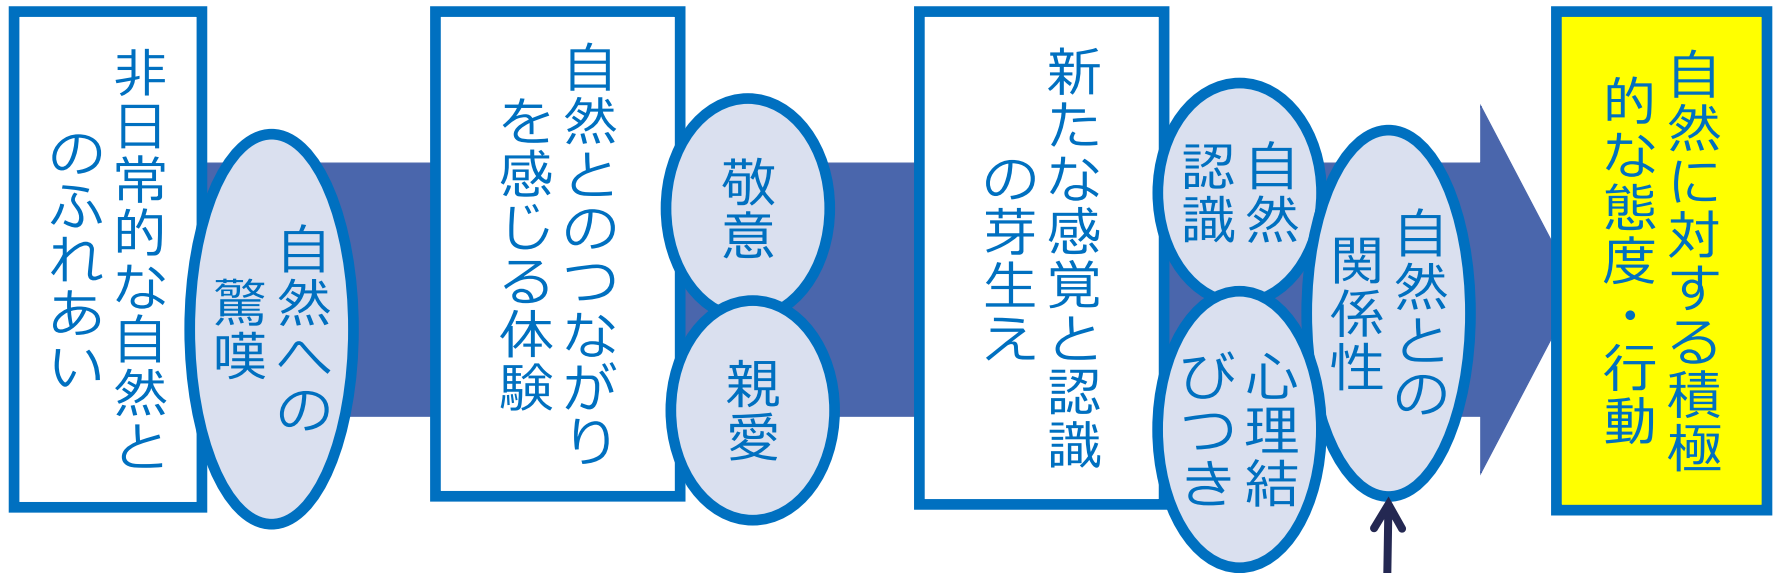 非日常的な自然と
のふれあい
自然への
驚嘆
自然とのつながり
を感じる体験
敬意
親愛
新たな感覚と認識
の芽生え
自然
認識
心理結
びつき
自然との
関係性
自然に対する積極
的な態度・行動